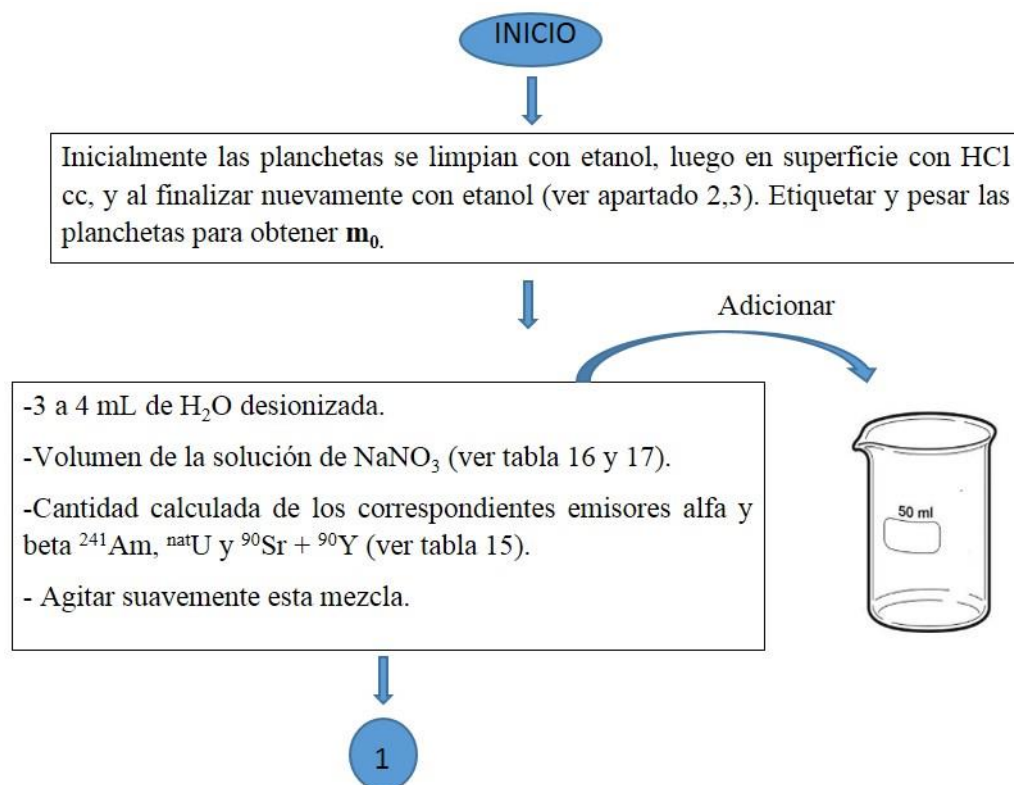 INICIO
Inicialmente las planchetas se limpian con etanol, luego en superficie con HCl
cc, y al finalizar nuevamente con etanol (ver apartado 2,3). Etiquetar y pesar las
planchetas para obtener m₀.
Adicionar
-3 a 4 mL de H₂O desionizada.
-Volumen de la solución de NaNO₃ (ver tabla 16 y 17).
-Cantidad calculada de los correspondientes emisores alfa y
beta ²⁴¹Am, ⁿᵃᵗU y ⁹⁰Sr + ⁹⁰Y (ver tabla 15).
- Agitar suavemente esta mezcla.
50 ml
1